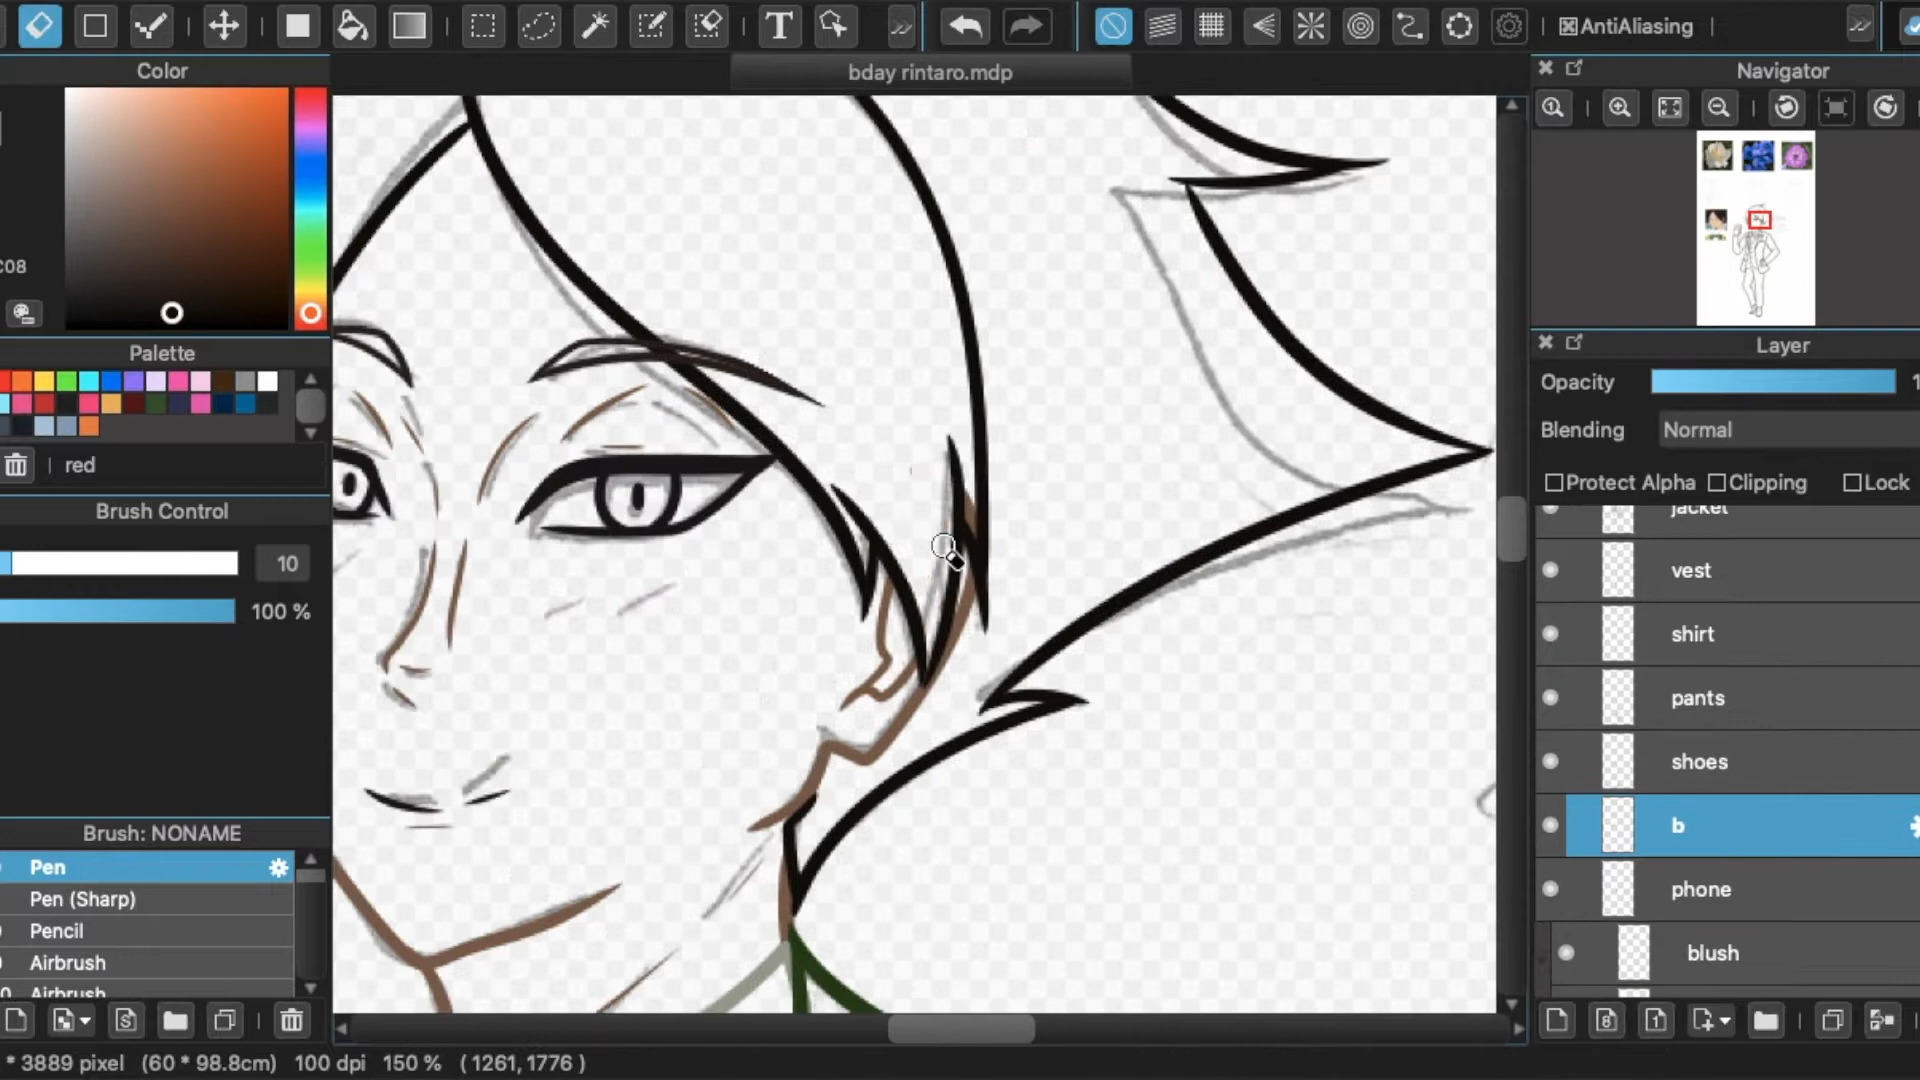 AntiAliasing
Color
bday rintaro.mdp
Navigator
C08
Palette
red
Layer
Opacity
Blending Normal
Protect Alpha Clipping Lock
Brush Control
10
100 %
jacket
vest
shirt
pants
shoes
b
phone
blush
Brush: NONAME
Pen
Pen (Sharp)
Pencil
Airbrush
Airbrush
* 3889 pixel (60 * 98.8cm) 100 dpi 150 % ( 1261,1776 )